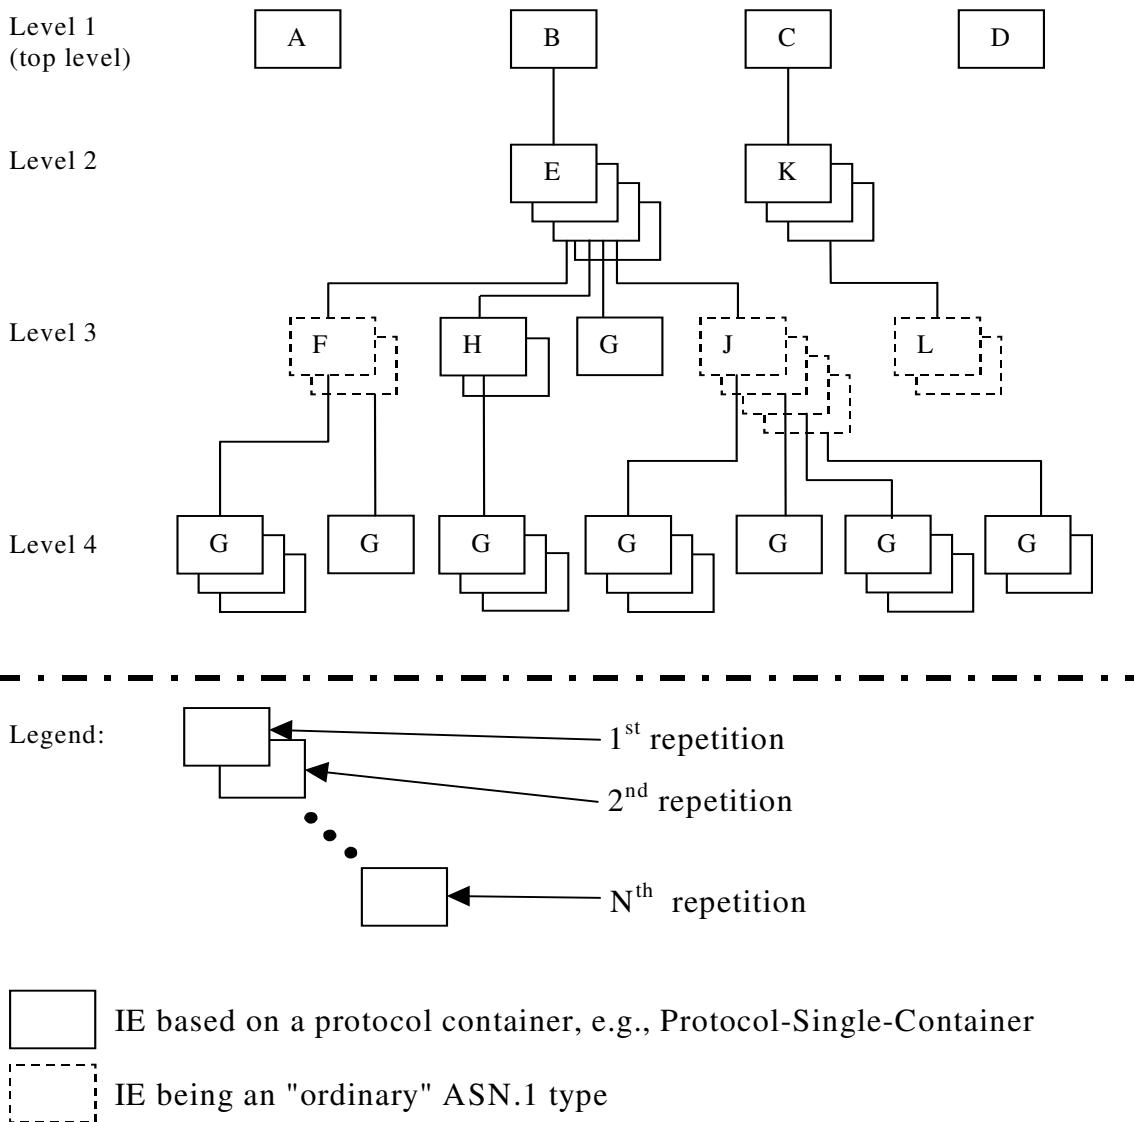 Level 1
(top level)
A
B
C
D
Level 2
E
K
Level 3
F
H
G
J
L
Level 4
G
G
G
G
G
G
G
Legend:
1st repetition
2nd repetition
Nth repetition
IE based on a protocol container, e.g., Protocol-Single-Container
IE being an "ordinary" ASN.1 type